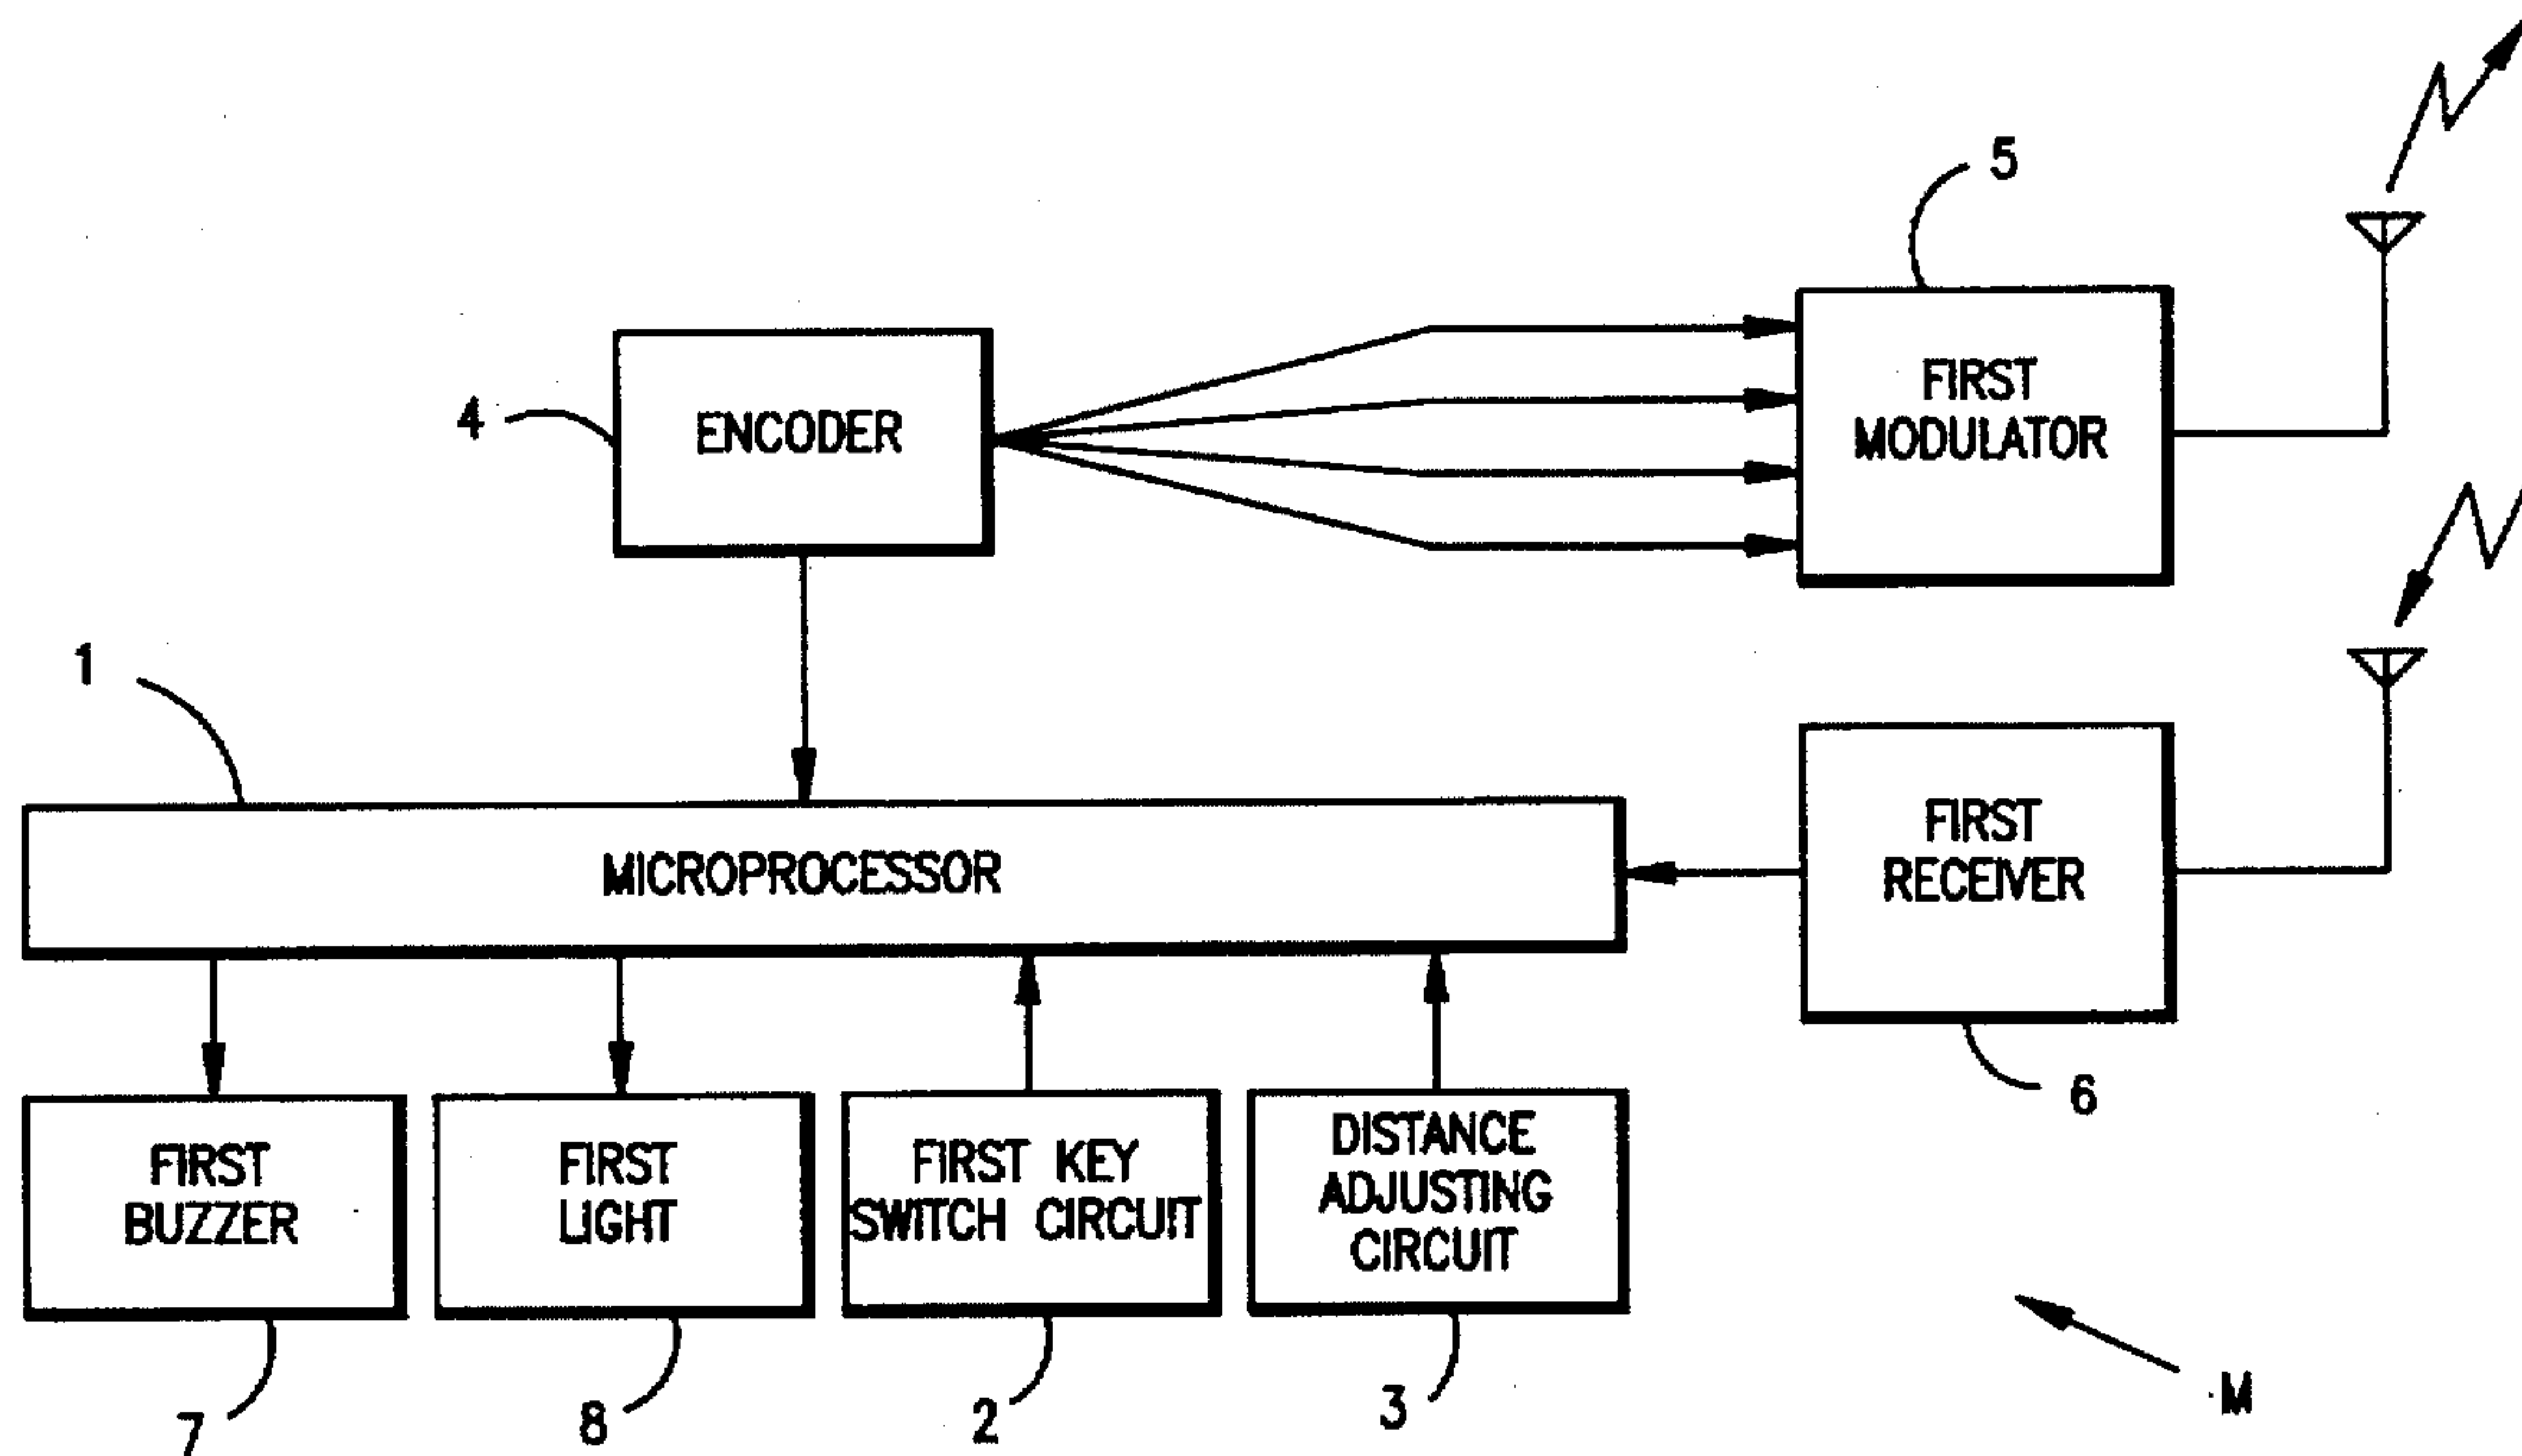 5
FIRST
MODULATOR
4
ENCODER
1
MICROPROCESSOR
FIRST
RECEIVER
6
FIRST
BUZZER
FIRST
LIGHT
FIRST KEY
SWITCH CIRCUIT
DISTANCE
ADJUSTING
CIRCUIT
7
8
2
3
M